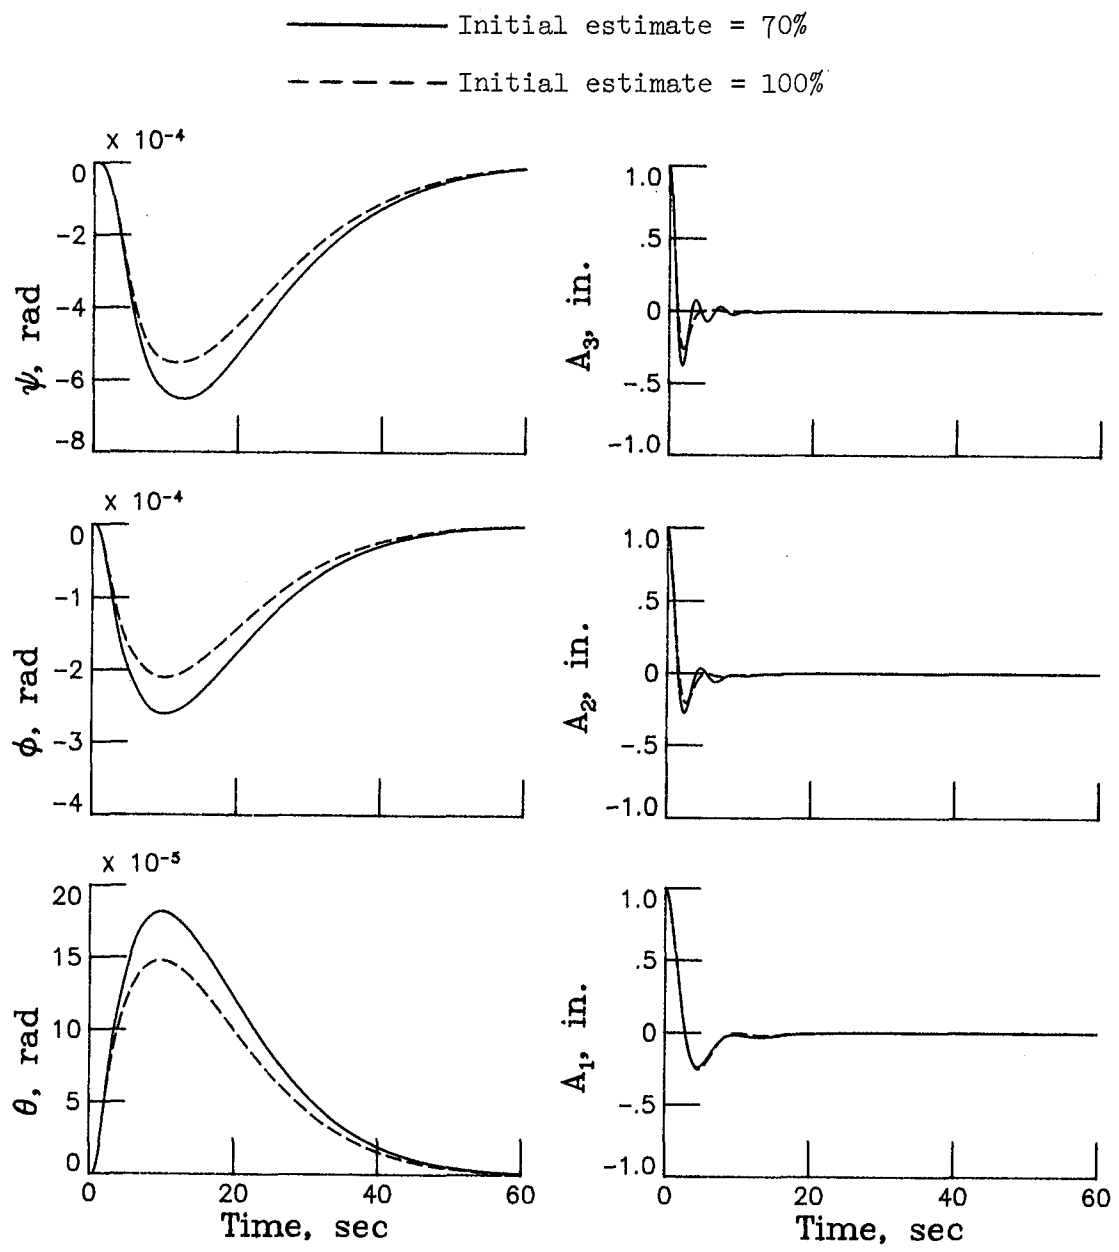 Initial estimate = 70%
Initial estimate = 100%
x 10⁻⁴
0
-2
-4
-6
-8
ψ, rad
1.0
.5
0
-.5
-1.0
A₃, in.
x 10⁻⁴
0
-1
-2
-3
-4
ϕ, rad
1.0
.5
0
-.5
-1.0
A₂, in.
x 10⁻⁵
20
15
10
5
0
θ, rad
0 20 40 60
Time, sec
1.0
.5
0
-.5
-1.0
A₁, in.
0 20 40 60
Time, sec